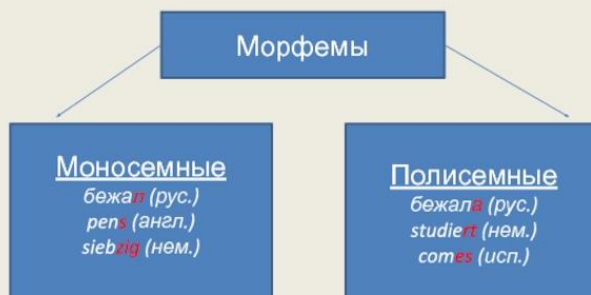 Морфемы
Моносемные
бежал (рус.)
pens (англ.)
siebzig (нем.)
Полисемные
бежала (рус.)
studiert (нем.)
comes (исп.)